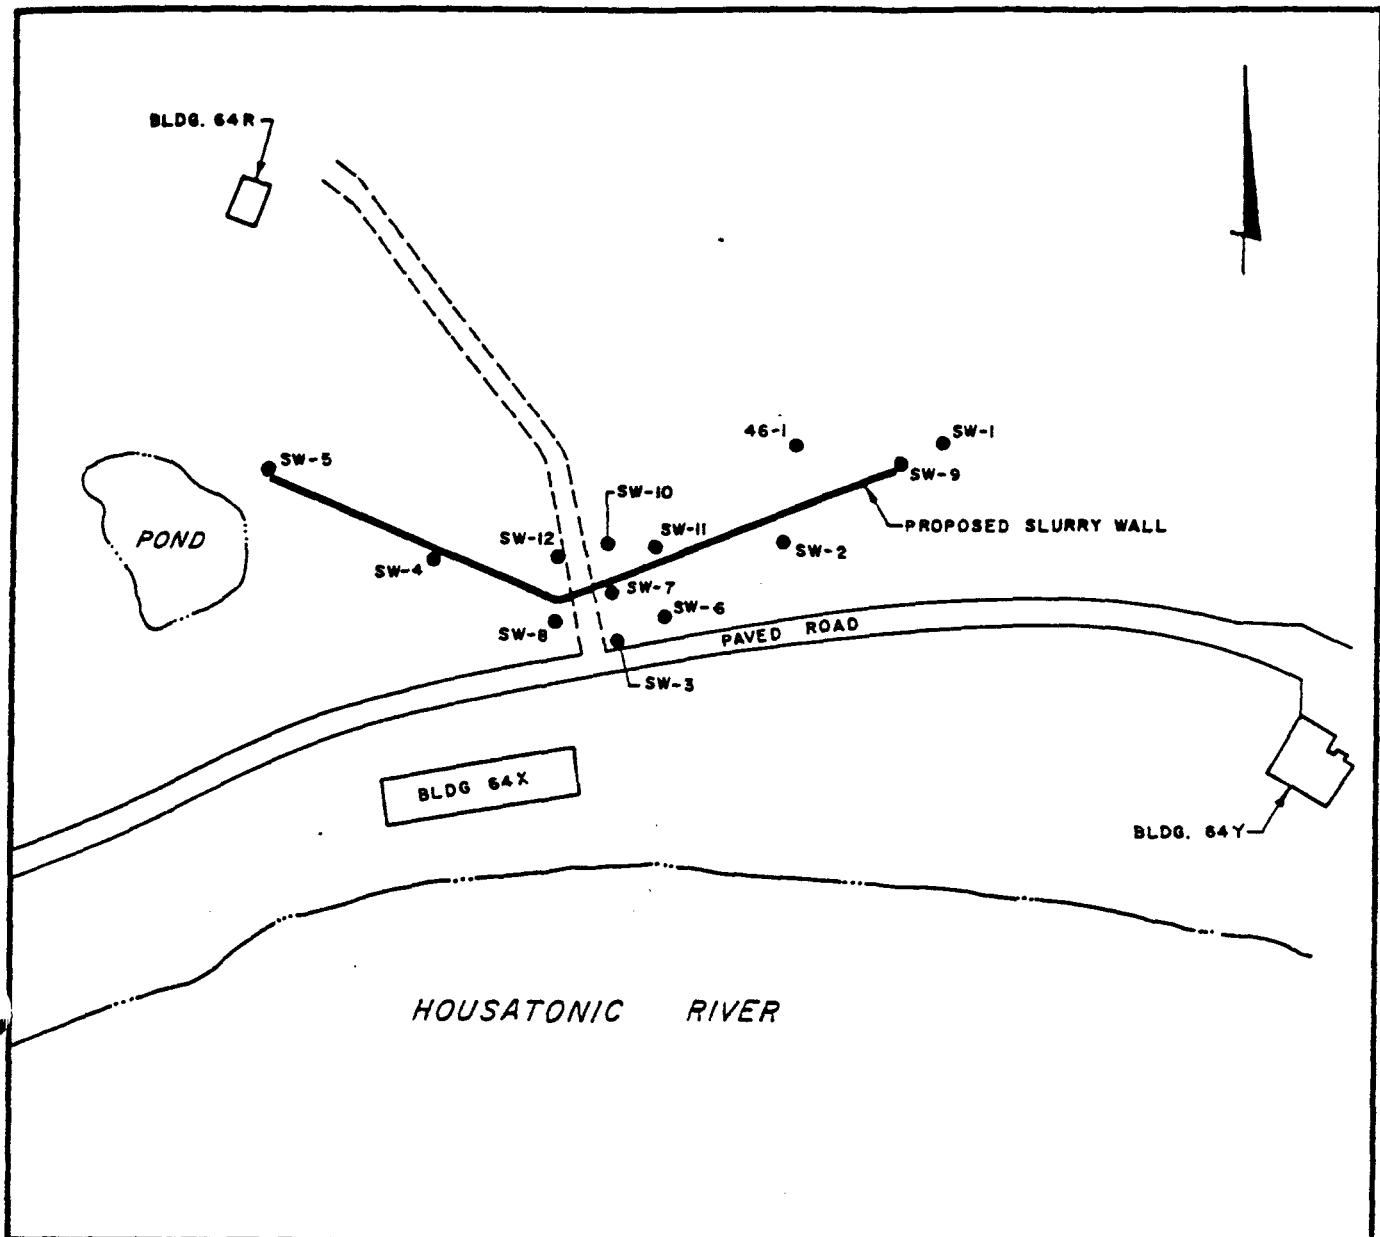 BLDG. 64R
46-1
SW-1
SW-5
SW-9
SW-10
PROPOSED SLURRY WALL
SW-11
SW-12
POND
SW-2
SW-4
SW-7
SW-6
SW-8
PAVED ROAD
SW-3
BLDG 64X
BLDG. 64Y
HOUSATONIC RIVER